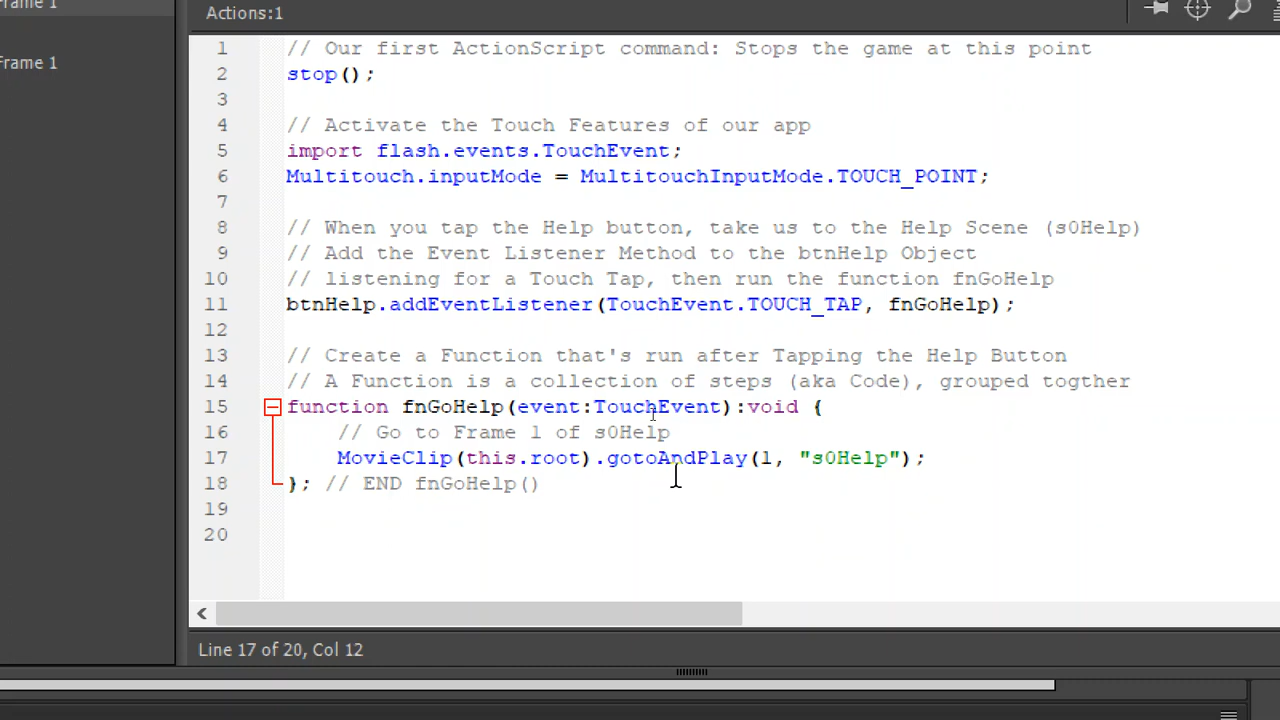 Frame 1
Actions:1
Frame 1
1 // Our first ActionScript command: Stops the game at this point
2 stop();
3
4 // Activate the Touch Features of our app
5 import flash.events.TouchEvent;
6 Multitouch.inputMode = MultitouchInputMode.TOUCH_POINT;
7
8 // When you tap the Help button, take us to the Help Scene (s0Help)
9 // Add the Event Listener Method to the btnHelp Object
10 // listening for a Touch Tap, then run the function fnGoHelp
11 btnHelp.addEventListener(TouchEvent.TOUCH_TAP, fnGoHelp);
12
13 // Create a Function that's run after Tapping the Help Button
14 // A Function is a collection of steps (aka Code), grouped togther
15 function fnGoHelp(event:TouchEvent):void {
16 // Go to Frame 1 of s0Help
17 MovieClip(this.root).gotoAndPlay(1, "s0Help");
18 }; // END fnGoHelp()
19
20
Line 17 of 20, Col 12